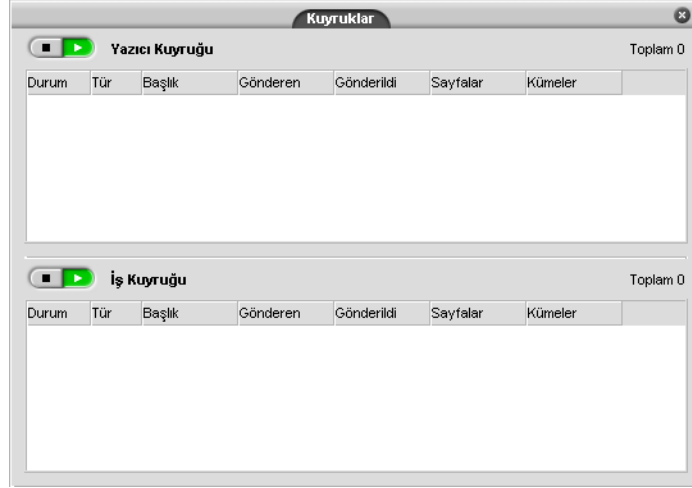 Kuyruklar
Yazıcı Kuyruğu Toplam 0
Durum Tür Başlık Gönderen Gönderildi Sayfalar Kümeler
İş Kuyruğu Toplam 0
Durum Tür Başlık Gönderen Gönderildi Sayfalar Kümeler